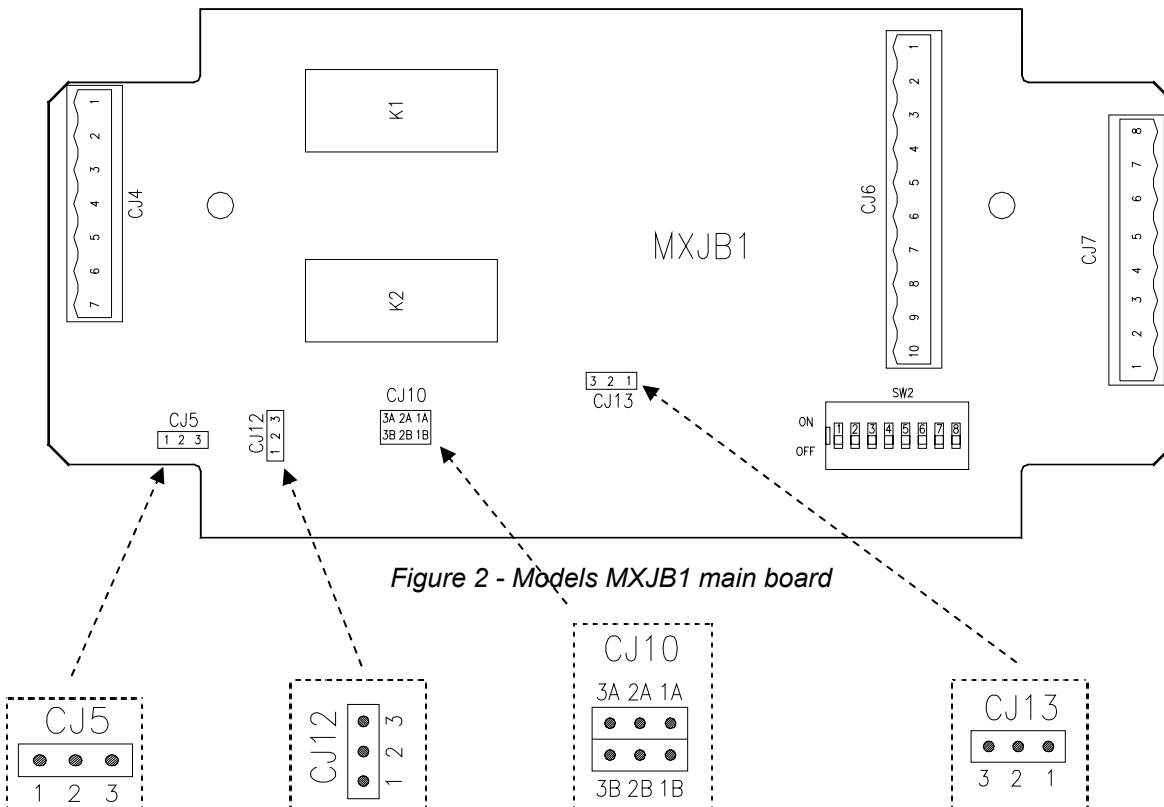 K1
K2
MXJB1
CJ4
1
2
3
4
5
6
7
CJ6
1
2
3
4
5
6
7
8
9
10
CJ7
8
7
6
5
4
3
2
1
CJ5
1 2 3
CJ12
1 2 3
CJ10
3A 2A 1A
3B 2B 1B
3 2 1
CJ13
SW2
ON
OFF
1 2 3 4 5 6 7 8
Figure 2 - Models MXJB1 main board
CJ5
1 2 3
CJ12
1 2 3
CJ10
3A 2A 1A
3B 2B 1B
CJ13
3 2 1